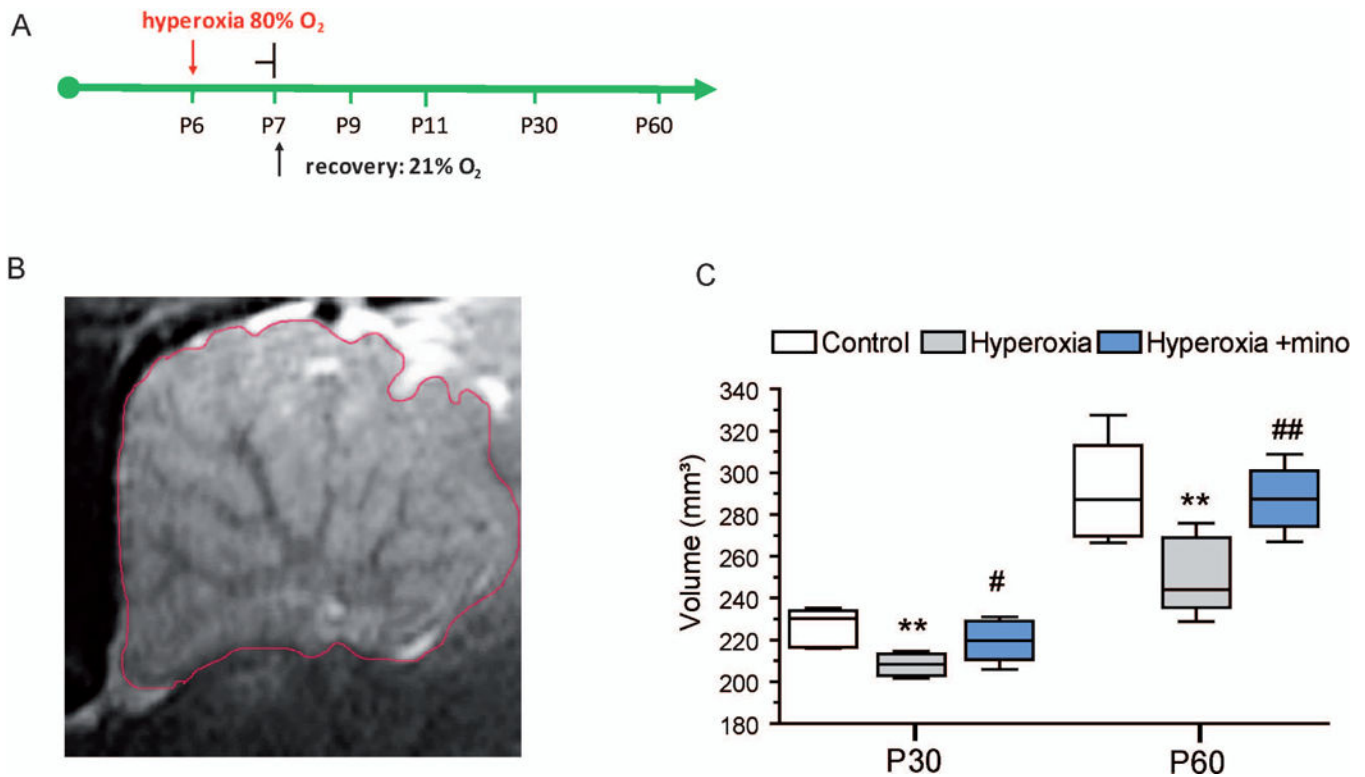 A
hyperoxia 80% O₂
P6 P7 P9 P11 P30 P60
recovery: 21% O₂
B
C
Control Hyperoxia Hyperoxia +mino
Volume (mm³)
340
320
300
280
260
240
220
200
180
**
#
**
##
P30 P60